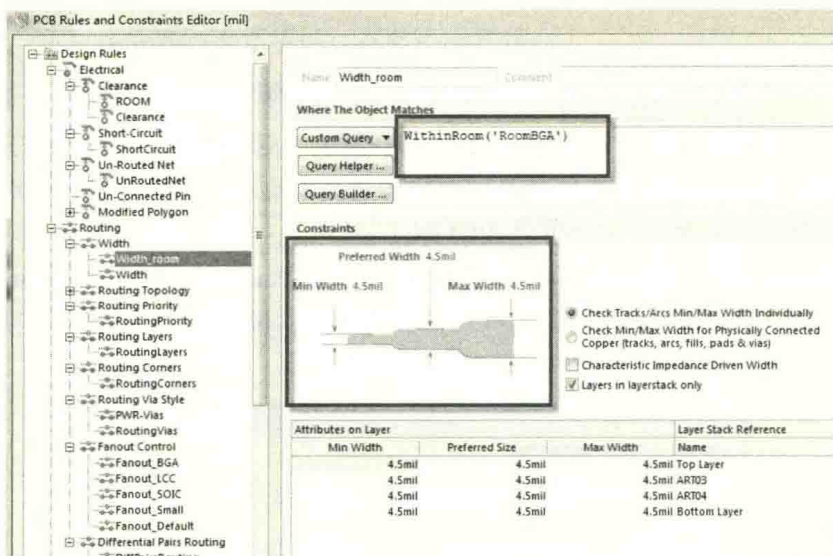 PCB Rules and Constraints Editor [mil]
Design Rules
Electrical
Clearance
ROOM
Clearance
Short-Circuit
ShortCircuit
Un-Routed Net
UnRoutedNet
Un-Connected Pin
Modified Polygon
Routing
Width
Width_room
Width
Routing Topology
Routing Priority
RoutingPriority
Routing Layers
RoutingLayers
Routing Corners
RoutingCorners
Routing Via Style
PWR-Vias
RoutingVias
Fanout Control
Fanout_BGA
Fanout_LCC
Fanout_SOIC
Fanout_Small
Fanout_Default
Differential Pairs Routing
Name Width_room Comment
Where The Object Matches
Custom Query WithinRoom('RoomBGA')
Query Helper ...
Query Builder ...
Constraints
Preferred Width 4.5mil
Min Width 4.5mil Max Width 4.5mil
Check Tracks/Arcs Min/Max Width Individually
Check Min/Max Width for Physically Connected
Copper (tracks, arcs, fills, pads & vias)
Characteristic Impedance Driven Width
Layers in layerstack only
Attributes on Layer Layer Stack Reference
Min Width Preferred Size Max Width Name
4.5mil 4.5mil 4.5mil Top Layer
4.5mil 4.5mil 4.5mil ART03
4.5mil 4.5mil 4.5mil ART04
4.5mil 4.5mil 4.5mil Bottom Layer